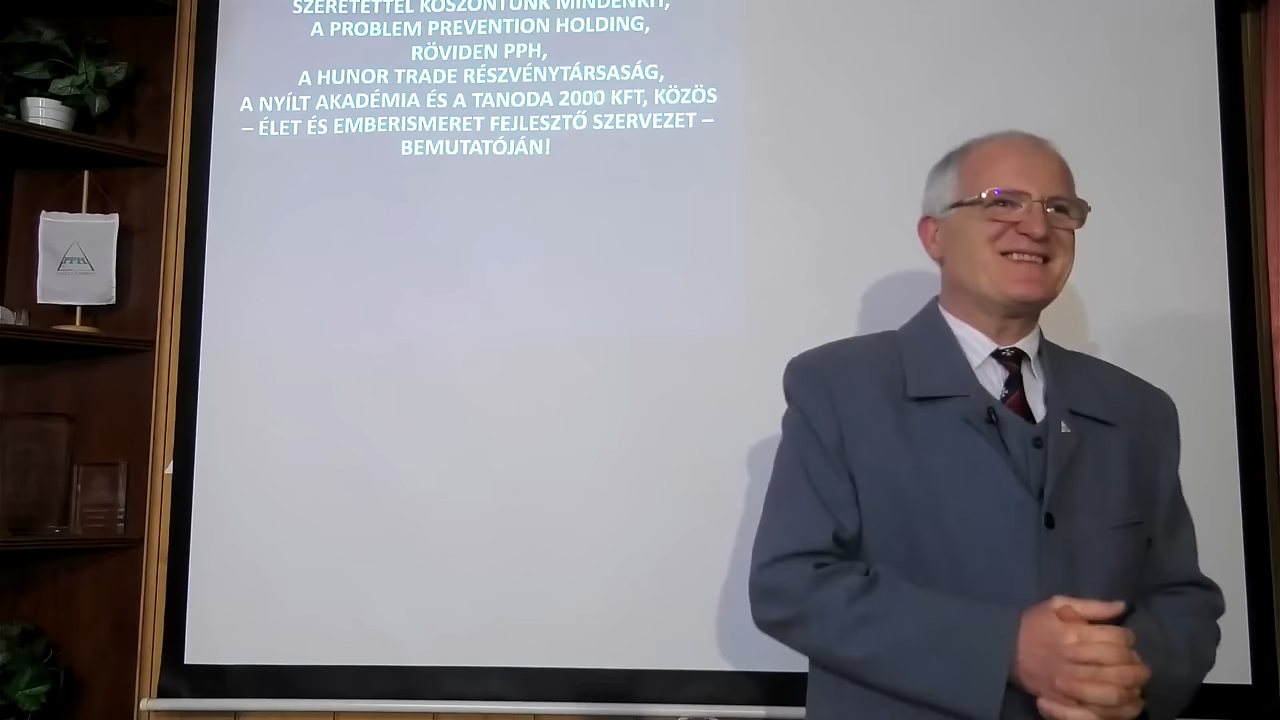 SZERETETTEL KÖSZÖNTÜNK MINDENKIT,
A PROBLEM PREVENTION HOLDING,
RÖVIDEN PPH,
A HUNOR TRADE RÉSZVÉNYTÁRSASÁG,
A NYÍLT AKADÉMIA ÉS A TANODA 2000 KFT, KÖZÖS
– ÉLET ÉS EMBERISMERET FEJLESZTŐ SZERVEZET –
BEMUTATÓJÁN!